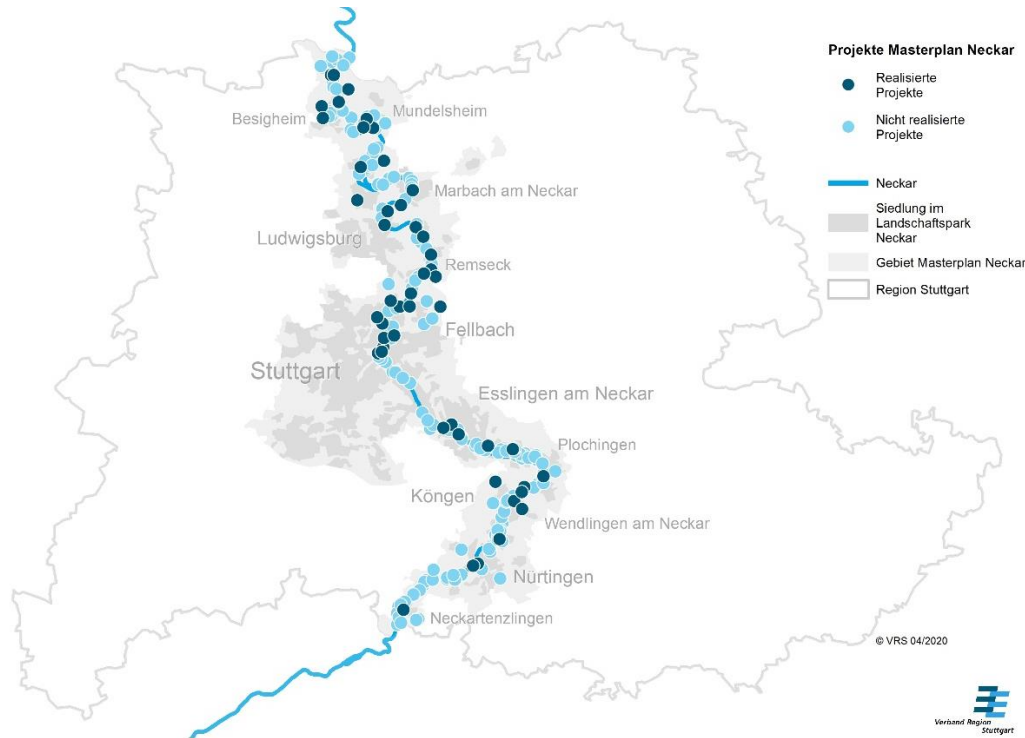 Projekte Masterplan Neckar
Realisierte
Projekte
Nicht realisierte
Projekte
Neckar
Siedlung im
Landschaftspark
Neckar
Gebiet Masterplan Neckar
Region Stuttgart
Besigheim
Mundelsheim
Marbach am Neckar
Ludwigsburg
Remseck
Fellbach
Stuttgart
Esslingen am Neckar
Plochingen
Köngen
Wendlingen am Neckar
Nürtingen
Neckartenzlingen
© VRS 04/2020
Verband Region
Stuttgart